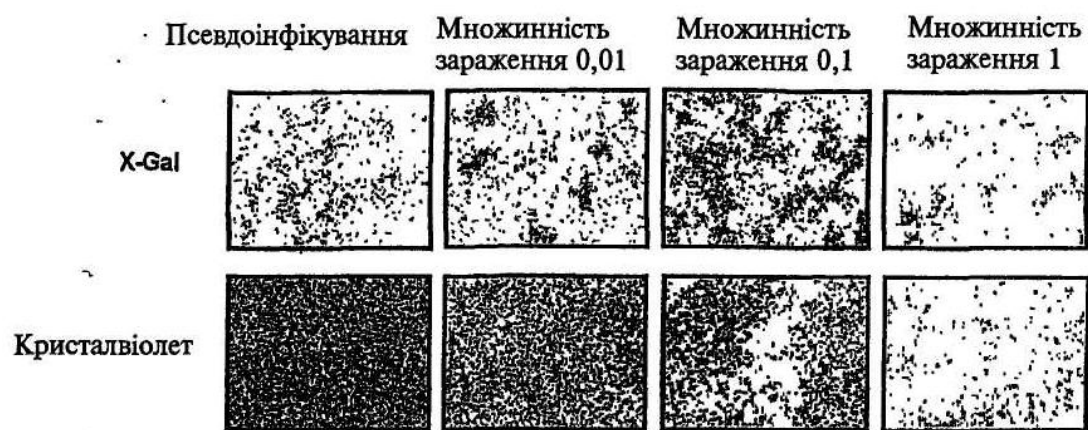 Псевдоінфікування
Множинність
зараження 0,01
Множинність
зараження 0,1
Множинність
зараження 1
X-Gal
Кристалвіолет